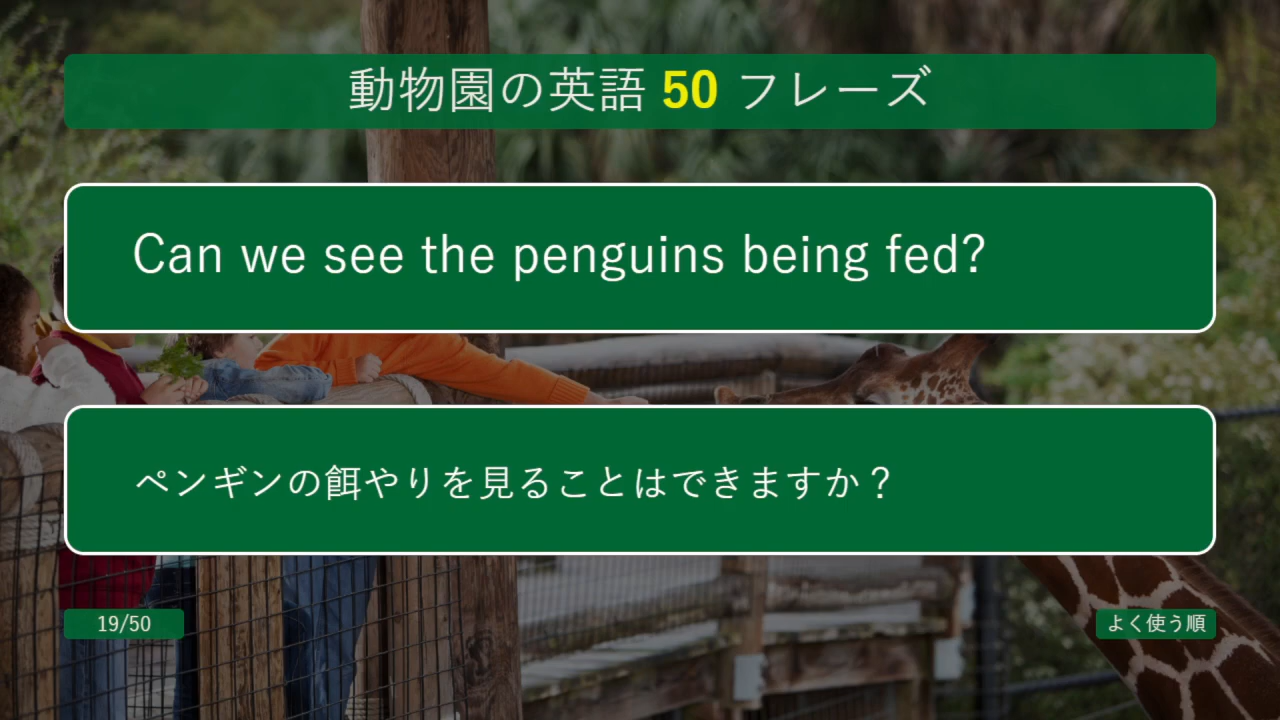 動物園の英語 50 フレーズ
Can we see the penguins being fed?
ペンギンの餌やりを見ることはできますか？
19/50
よく使う順